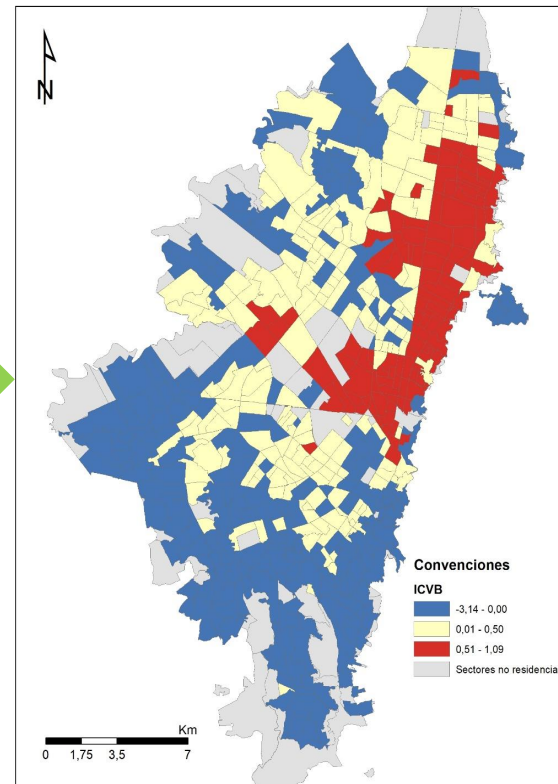 N
Convenciones
ICVB
-3,14 - 0,00
0,01 - 0,50
0,51 - 1,09
Sectores no residencia
Km
0 1,75 3,5 7